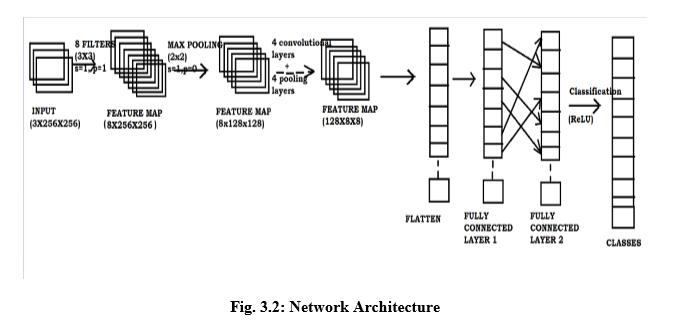 8 FILTERS
(3X3)
s=1, p=1
MAX POOLING
(2x2)
s=1,p=0
4 convolutional
layers
+
4 pooling
layers
INPUT
(3X256X256)
FEATURE MAP
(8X256X256)
FEATURE MAP
(8x128x128)
FEATURE MAP
(128X8X8)
Classification
(ReLU)
FLATTEN
FULLY
CONNECTED
LAYER 1
FULLY
CONNECTED
LAYER 2
CLASSES
Fig. 3.2: Network Architecture